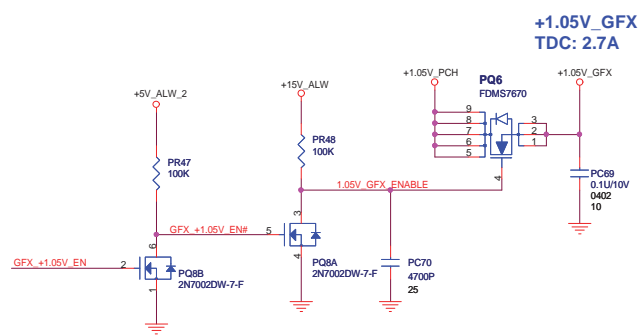 +1.05V_GFX
TDC: 2.7A
+5V_ALW_2
+15V_ALW
+1.05V_PCH
PQ6
FDMS7670
+1.05V_GFX
9
8
7
6
5
3
2
1
4
PR47
100K
PR48
100K
PC69
0.1U/10V
0402
10
1.05V_GFX_ENABLE
GFX_+1.05V_EN#
5
3
4
PQ8A
2N7002DW-7-F
PC70
4700P
25
GFX_+1.05V_EN
2
6
1
PQ8B
2N7002DW-7-F